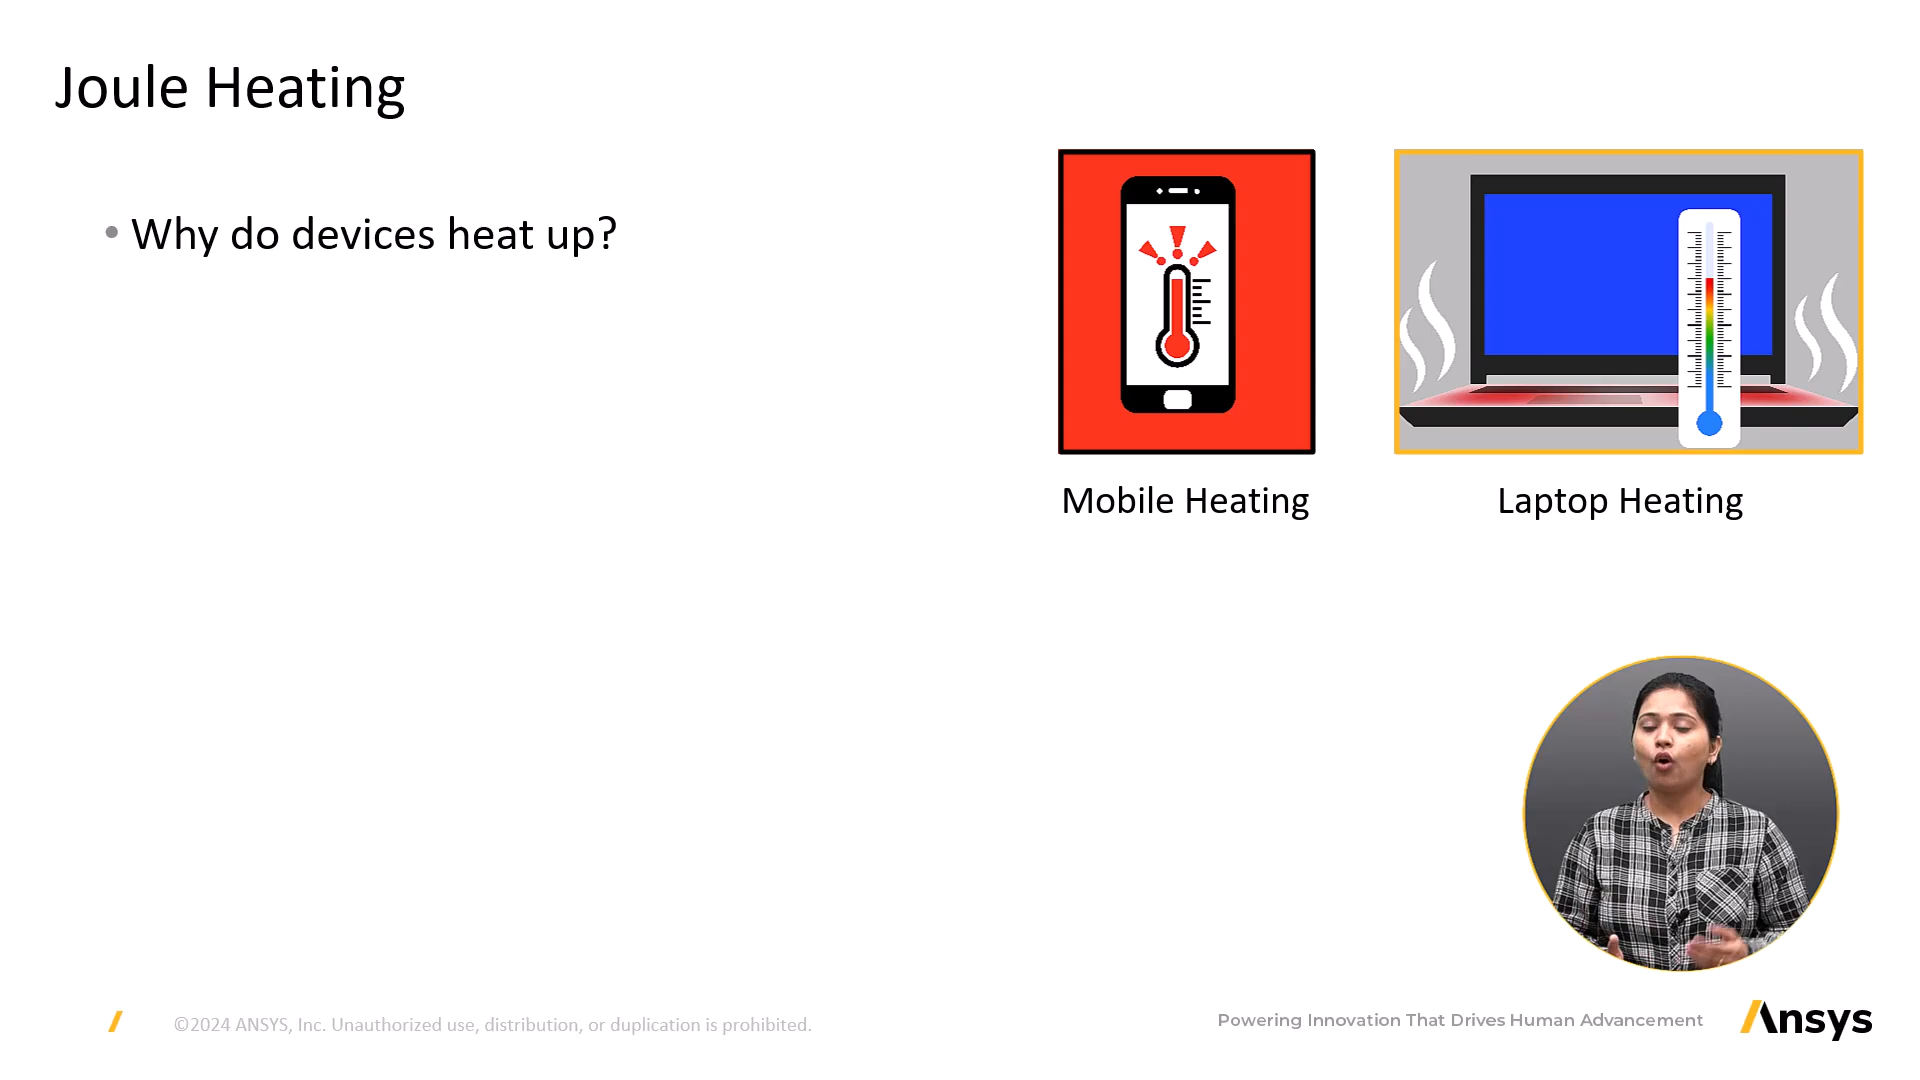 Joule Heating
• Why do devices heat up?
Mobile Heating
Laptop Heating
©2024 ANSYS, Inc. Unauthorized use, distribution, or duplication is prohibited.
Powering Innovation That Drives Human Advancement
Ansys